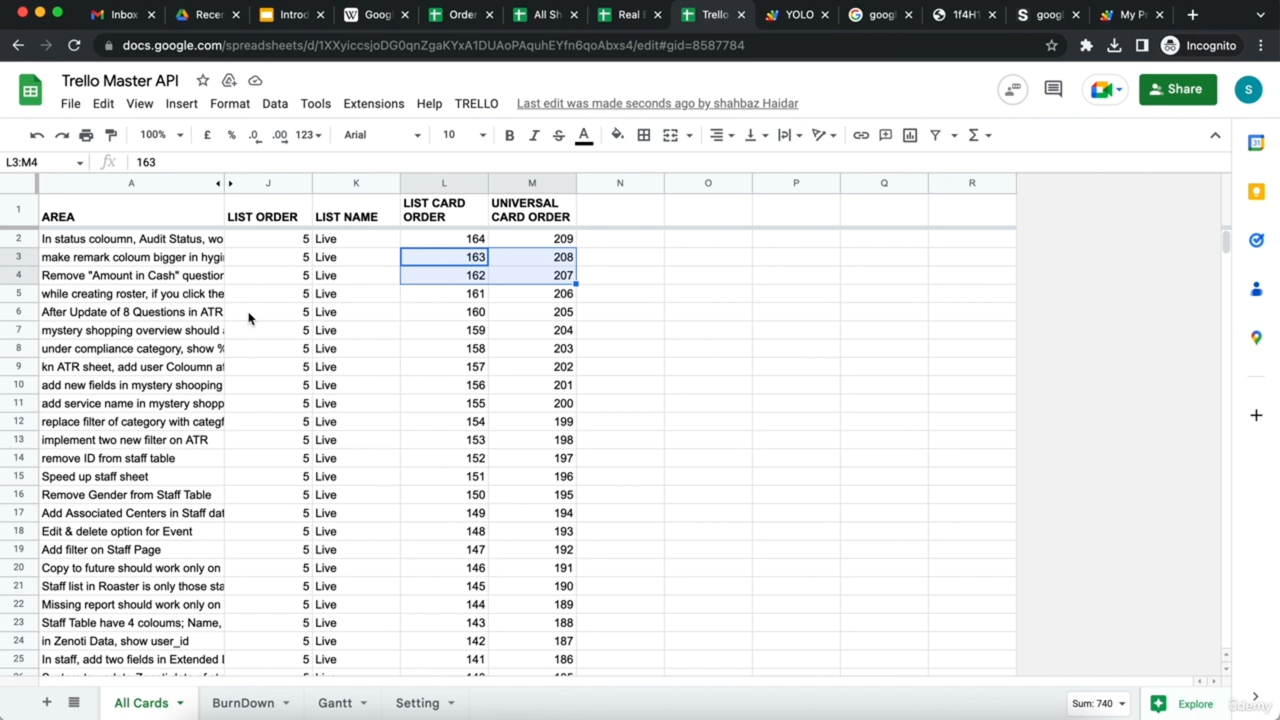 Inbox Recen Introd Goog Order All Sh Real Trello YOLO goog 1f4H1 goog My P
docs.google.com/spreadsheets/d/1XXyiccsjoDG0qnZgaKYxA1DUAoPAquhEYfn6qoAbxs4/edit#gid=8587784 Incognito
Trello Master API
Share S
File Edit View Insert Format Data Tools Extensions Help TRELLO Last edit was made seconds ago by shahbaz Haidar
100% £ % .0 .00 123 Arial 10 B I S A Σ
L3:M4 fx 163
A J K L M N O P Q R
1 AREA LIST ORDER LIST NAME LIST CARD ORDER UNIVERSAL CARD ORDER
2 In status coloumn, Audit Status, wo 5 Live 164 209
3 make remark coloum bigger in hygi 5 Live 163 208
4 Remove "Amount in Cash" question 5 Live 162 207
5 while creating roster, if you click the 5 Live 161 206
6 After Update of 8 Questions in ATR 5 Live 160 205
7 mystery shopping overview should 5 Live 159 204
8 under compliance category, show % 5 Live 158 203
9 kn ATR sheet, add user Coloumn af 5 Live 157 202
10 add new fields in mystery shooping 5 Live 156 201
11 add service name in mystery shopp 5 Live 155 200
12 replace filter of category with categf 5 Live 154 199
13 implement two new filter on ATR 5 Live 153 198
14 remove ID from staff table 5 Live 152 197
15 Speed up staff sheet 5 Live 151 196
16 Remove Gender from Staff Table 5 Live 150 195
17 Add Associated Centers in Staff dat 5 Live 149 194
18 Edit & delete option for Event 5 Live 148 193
19 Add filter on Staff Page 5 Live 147 192
20 Copy to future should work only on 5 Live 146 191
21 Staff list in Roaster is only those sta 5 Live 145 190
22 Missing report should work only on 5 Live 144 189
23 Staff Table have 4 coloums; Name, 5 Live 143 188
24 in Zenoti Data, show user_id 5 Live 142 187
25 In staff, add two fields in Extended 5 Live 141 186
All Cards BurnDown Gantt Setting Sum: 740 Explore
ûdemy